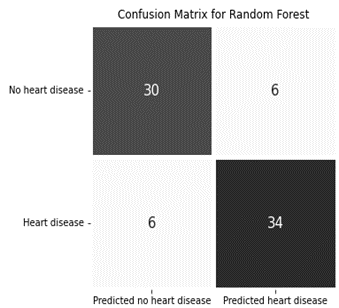 Confusion Matrix for Random Forest
No heart disease
30
6
Heart disease
6
34
Predicted no heart disease
Predicted heart disease